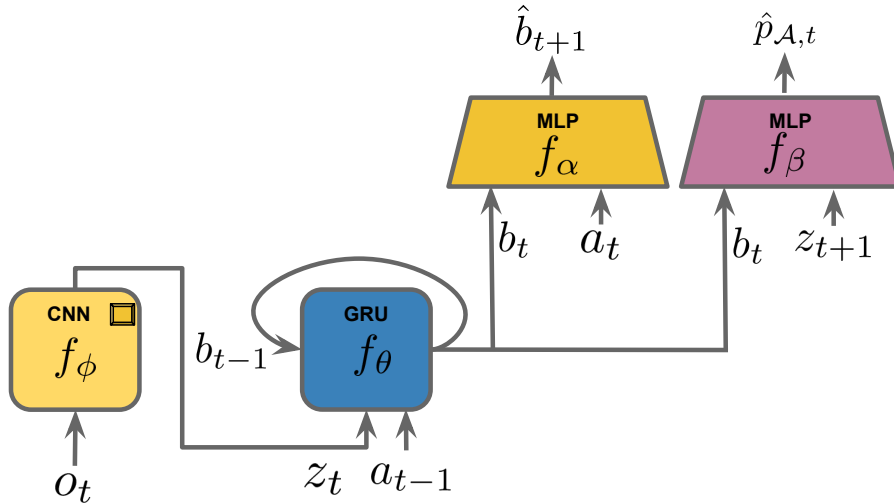 b̂_{t+1}
p̂_{𝒜,t}
MLP
f_α
MLP
f_β
b_t
a_t
b_t
z_{t+1}
CNN
f_ϕ
b_{t−1}
GRU
f_θ
o_t
z_t
a_{t−1}